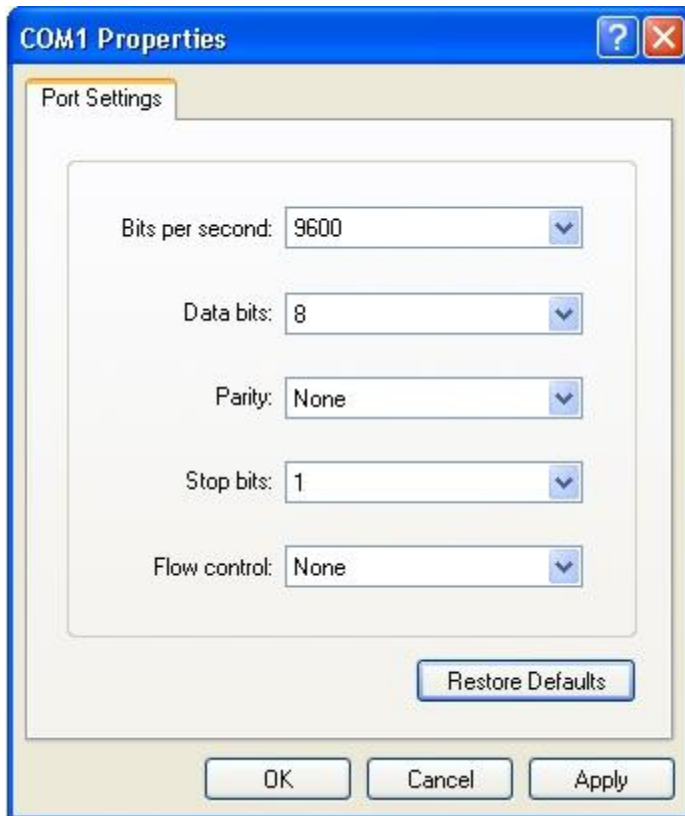 COM1 Properties
Port Settings
Bits per second: 9600
Data bits: 8
Parity: None
Stop bits: 1
Flow control: None
Restore Defaults
OK Cancel Apply